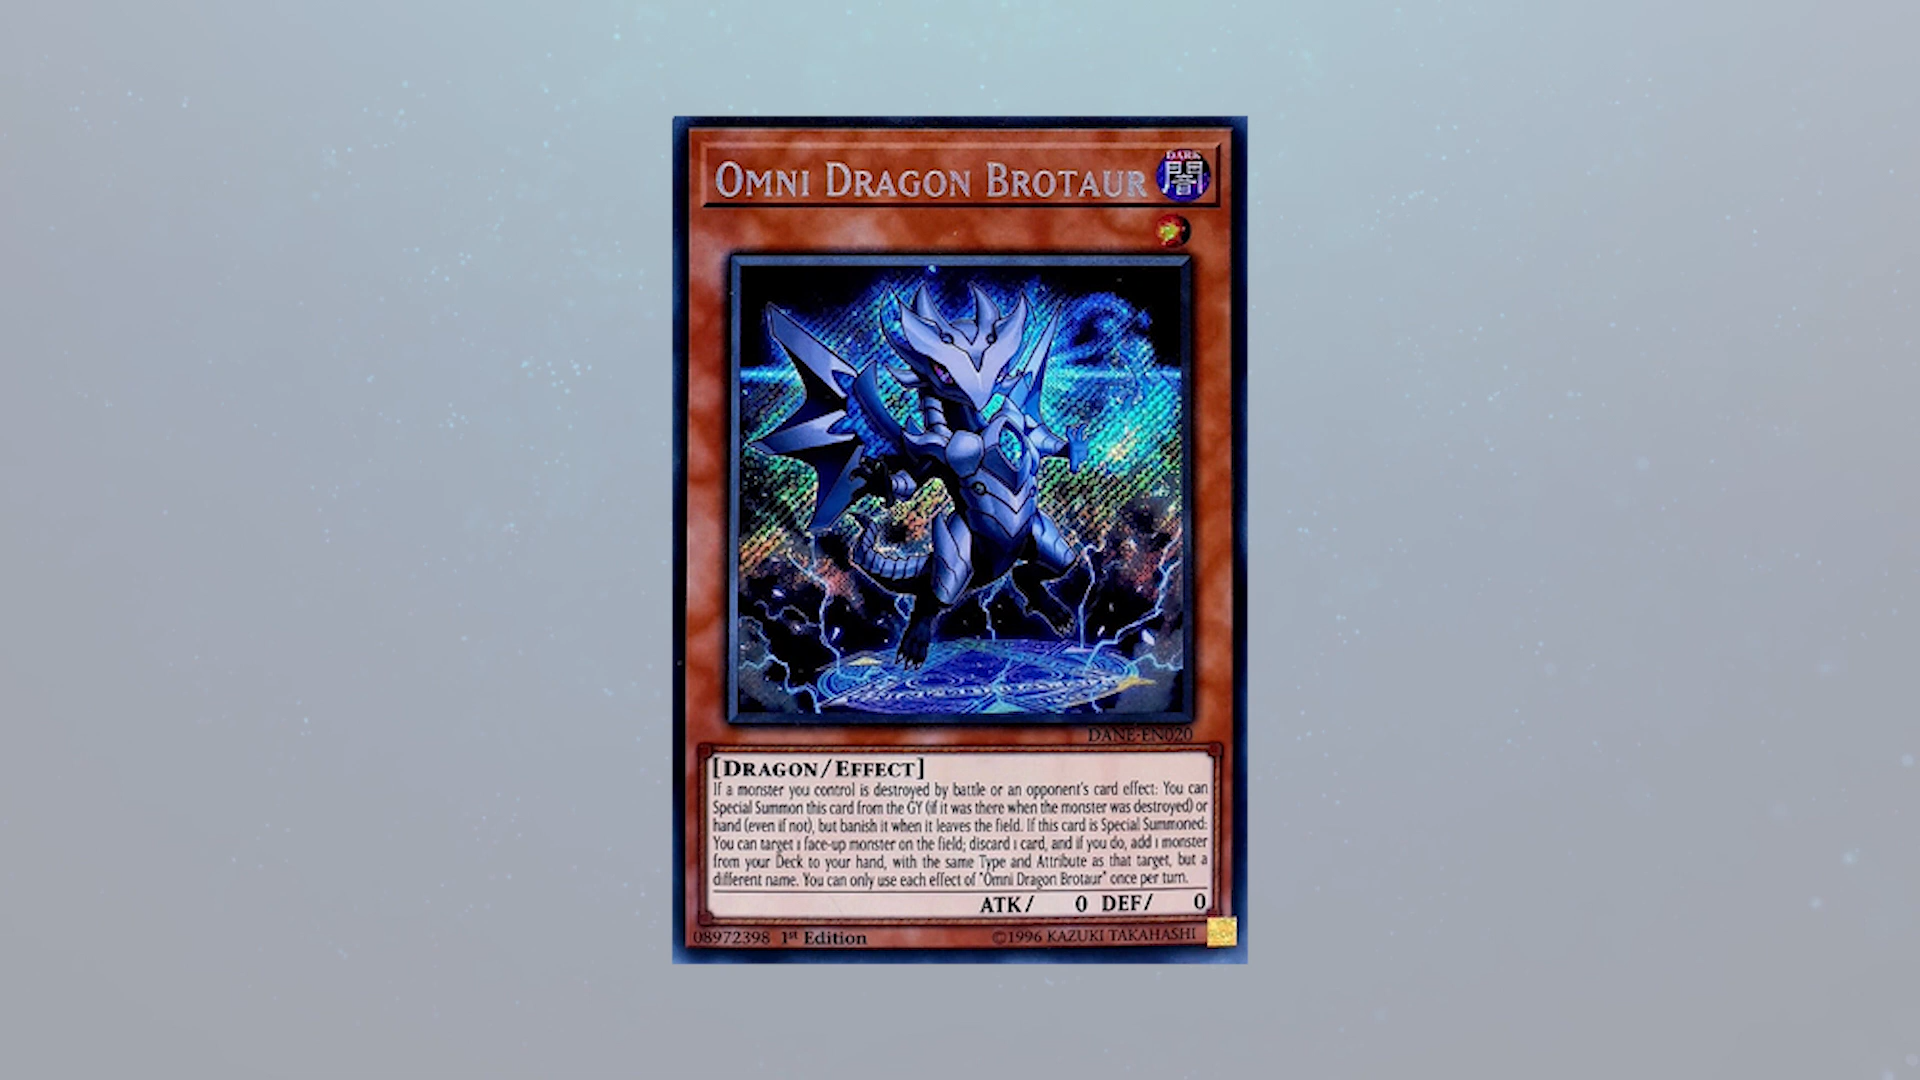 OMNI DRAGON BROTAUR
DARK
闇
DANE-EN020
[DRAGON/EFFECT]
If a monster you control is destroyed by battle or an opponent's card effect: You can
Special Summon this card from the GY (if it was there when the monster was destroyed) or
hand (even if not), but banish it when it leaves the field. If this card is Special Summoned:
You can target 1 face-up monster on the field; discard 1 card, and if you do, add 1 monster
from your Deck to your hand, with the same Type and Attribute as that target, but a
different name. You can only use each effect of "Omni Dragon Brotaur" once per turn.
ATK/ 0 DEF/ 0
08972398 1st Edition ©1996 KAZUKI TAKAHASHI